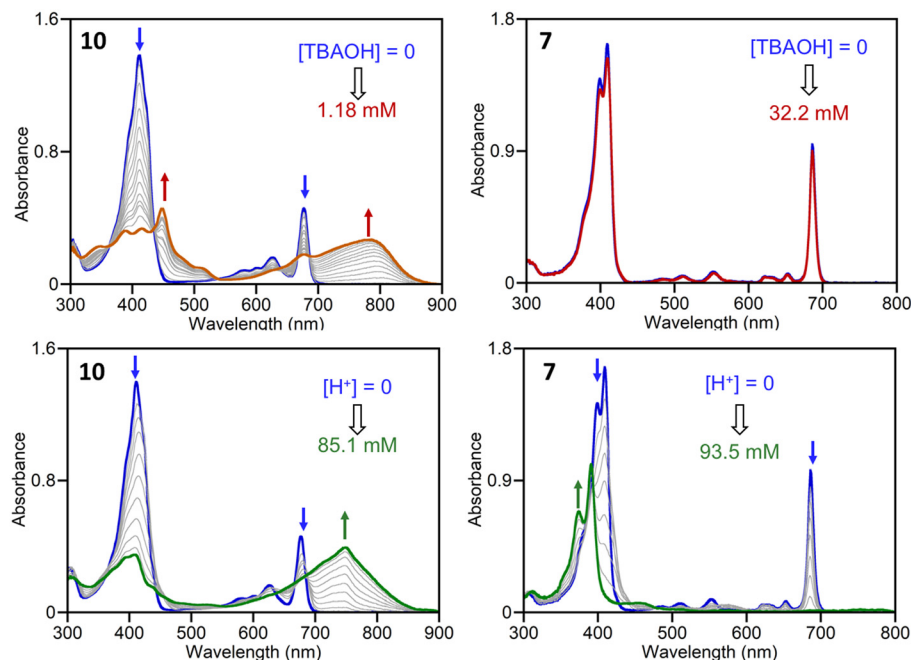 10
[TBAOH] = 0
1.18 mM
Absorbance
1.6
0.8
0
300 400 500 600 700 800 900
Wavelength (nm)
7
[TBAOH] = 0
32.2 mM
Absorbance
1.8
0.9
0
300 400 500 600 700 800
Wavelength (nm)
10
[H⁺] = 0
85.1 mM
Absorbance
1.6
0.8
0
300 400 500 600 700 800 900
Wavelength (nm)
7
[H⁺] = 0
93.5 mM
Absorbance
1.8
0.9
0
300 400 500 600 700 800
Wavelength (nm)